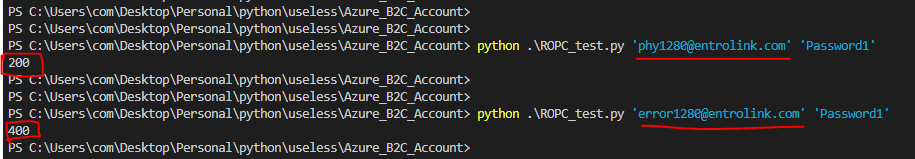 PS C:\Users\com\Desktop\Personal\python\useless\Azure_B2C_Account>
PS C:\Users\com\Desktop\Personal\python\useless\Azure_B2C_Account>
PS C:\Users\com\Desktop\Personal\python\useless\Azure_B2C_Account> python .\ROPC_test.py 'phy1280@entrolink.com' 'Password1'
200
PS C:\Users\com\Desktop\Personal\python\useless\Azure_B2C_Account>
PS C:\Users\com\Desktop\Personal\python\useless\Azure_B2C_Account>
PS C:\Users\com\Desktop\Personal\python\useless\Azure_B2C_Account> python .\ROPC_test.py 'error1280@entrolink.com' 'Password1'
400
PS C:\Users\com\Desktop\Personal\python\useless\Azure_B2C_Account>